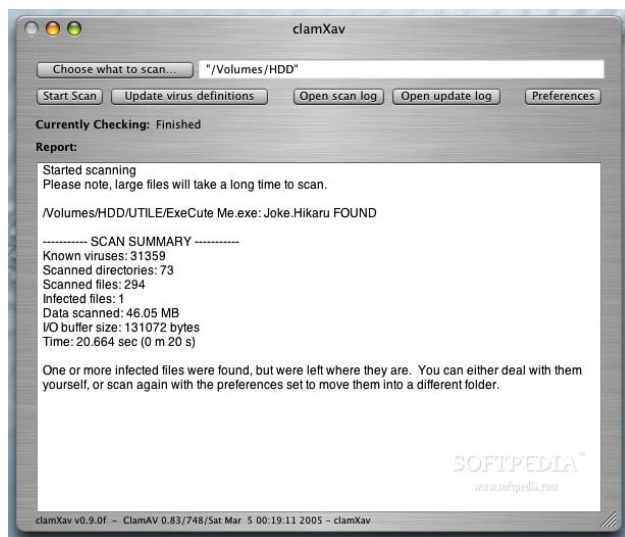 clamXav
Choose what to scan... "/Volumes/HDD"
Start Scan Update virus definitions Open scan log Open update log Preferences
Currently Checking: Finished
Report:
Started scanning
Please note, large files will take a long time to scan.
/Volumes/HDD/UTILE/ExeCute Me.exe: Joke.Hikaru FOUND
----------- SCAN SUMMARY -----------
Known viruses: 31359
Scanned directories: 73
Scanned files: 294
Infected files: 1
Data scanned: 46.05 MB
I/O buffer size: 131072 bytes
Time: 20.664 sec (0 m 20 s)
One or more infected files were found, but were left where they are.  You can either deal with them
yourself, or scan again with the preferences set to move them into a different folder.
SOFTPEDIA
www.softpedia.com
clamXav v0.9.0f - ClamAV 0.83/748/Sat Mar  5 00:19:11 2005 - clamXav